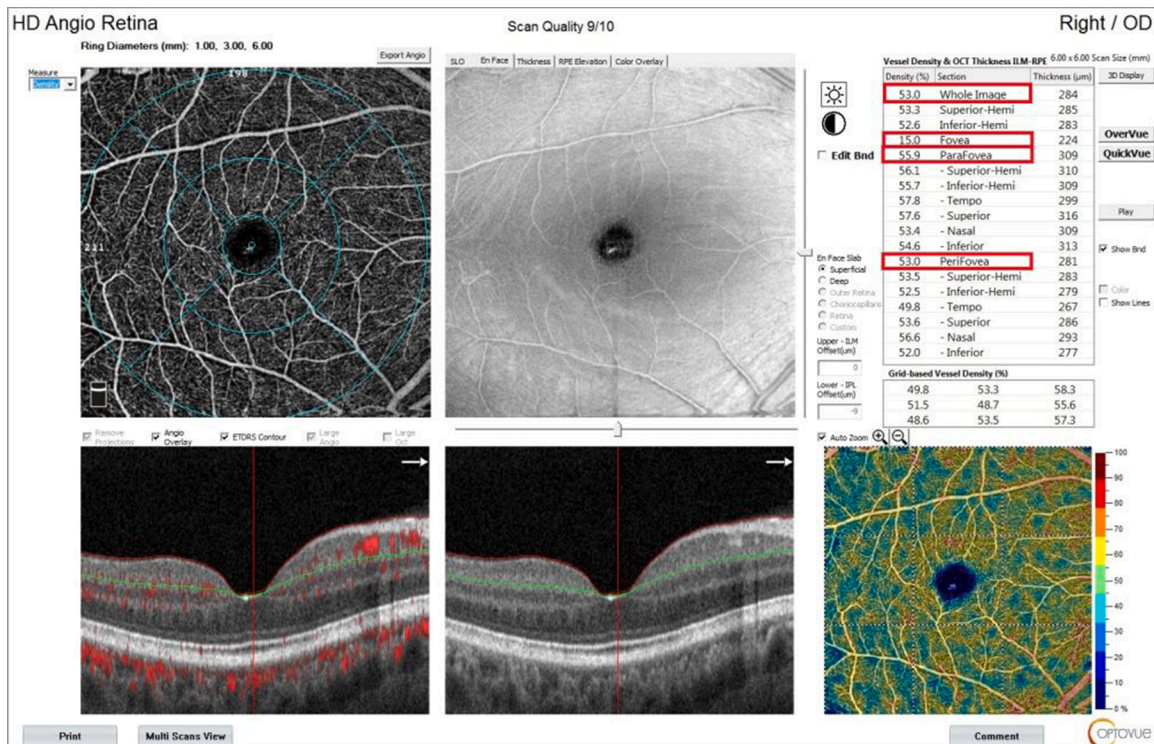 HD Angio Retina
Scan Quality 9/10
Right / OD
Ring Diameters (mm): 1.00, 3.00, 6.00
Export Angio
Measure
Density
198
211
SLO En Face Thickness RPE Elevation Color Overlay
Edit Bnd
Vessel Density & OCT Thickness ILM-RPE 6.00 x 6.00 Scan Size (mm)
Density (%) Section Thickness (µm)
53.0 Whole Image 284
53.3 Superior-Hemi 285
52.6 Inferior-Hemi 283
15.0 Fovea 224
55.9 ParaFovea 309
56.1 - Superior-Hemi 310
55.7 - Inferior-Hemi 309
57.8 - Tempo 299
57.6 - Superior 316
53.4 - Nasal 309
54.6 - Inferior 313
53.0 PeriFovea 281
53.5 - Superior-Hemi 283
52.5 - Inferior-Hemi 279
49.8 - Tempo 267
53.6 - Superior 286
56.6 - Nasal 293
52.0 - Inferior 277
3D Display
OverVue
QuickVue
Play
Show Bnd
Color
Show Lines
En Face Slab
Superficial
Deep
Outer Retina
Choriocapillaris
Retina
Custom
Upper - ILM
Offset(um)
0
Lower - IPL
Offset(um)
-9
Grid-based Vessel Density (%)
49.8 53.3 58.3
51.5 48.7 55.6
48.6 53.5 57.3
Remove Projections
Angio Overlay
ETDRS Contour
Large Angio
Large Oct
Auto Zoom
100
90
80
70
60
50
40
30
20
10
0 %
Print
Multi Scans View
Comment
OPTOVUE